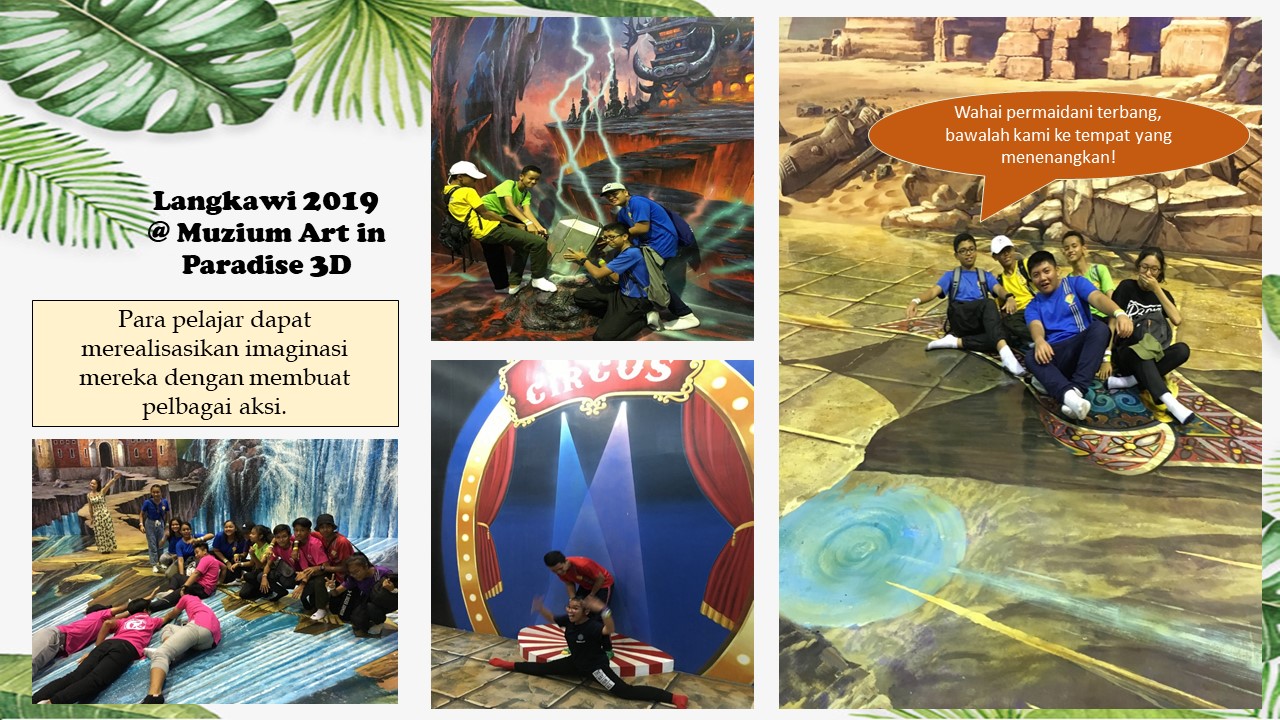 Langkawi 2019
@ Muzium Art in
Paradise 3D
Para pelajar dapat
merealisasikan imaginasi
mereka dengan membuat
pelbagai aksi.
CIRCUS
Wahai permaidani terbang,
bawalah kami ke tempat yang
menenangkan!